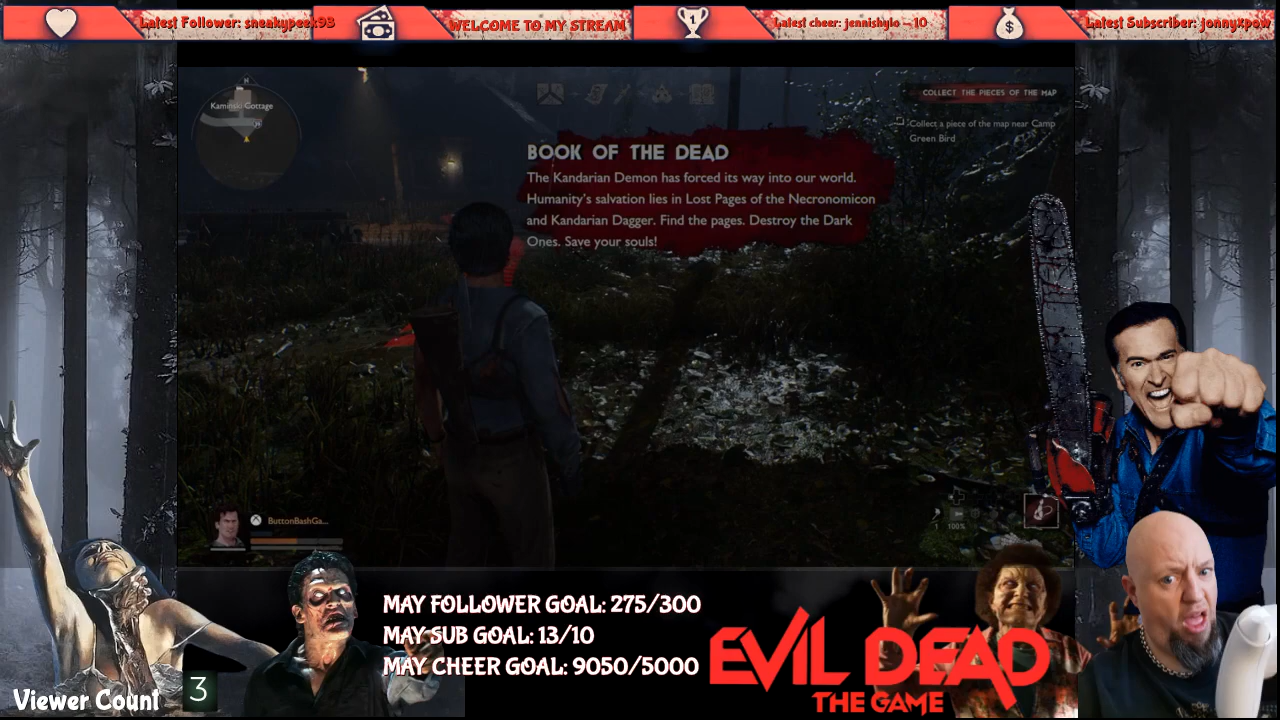 Latest Follower: sneakypeek93
WELCOME TO MY STREAM
Latest cheer: jennishylo - 10
Latest Subscriber: jonnyxpow
N
Kaminski Cottage
COLLECT THE PIECES OF THE MAP
Collect a piece of the map near Camp
Green Bird
BOOK OF THE DEAD
The Kandarian Demon has forced its way into our world.
Humanity's salvation lies in Lost Pages of the Necronomicon
and Kandarian Dagger. Find the pages. Destroy the Dark
Ones. Save your souls!
ButtonBashGa...
100%
MAY FOLLOWER GOAL: 275/300
MAY SUB GOAL: 13/10
MAY CHEER GOAL: 9050/5000
EVIL DEAD
THE GAME
Viewer Count 3